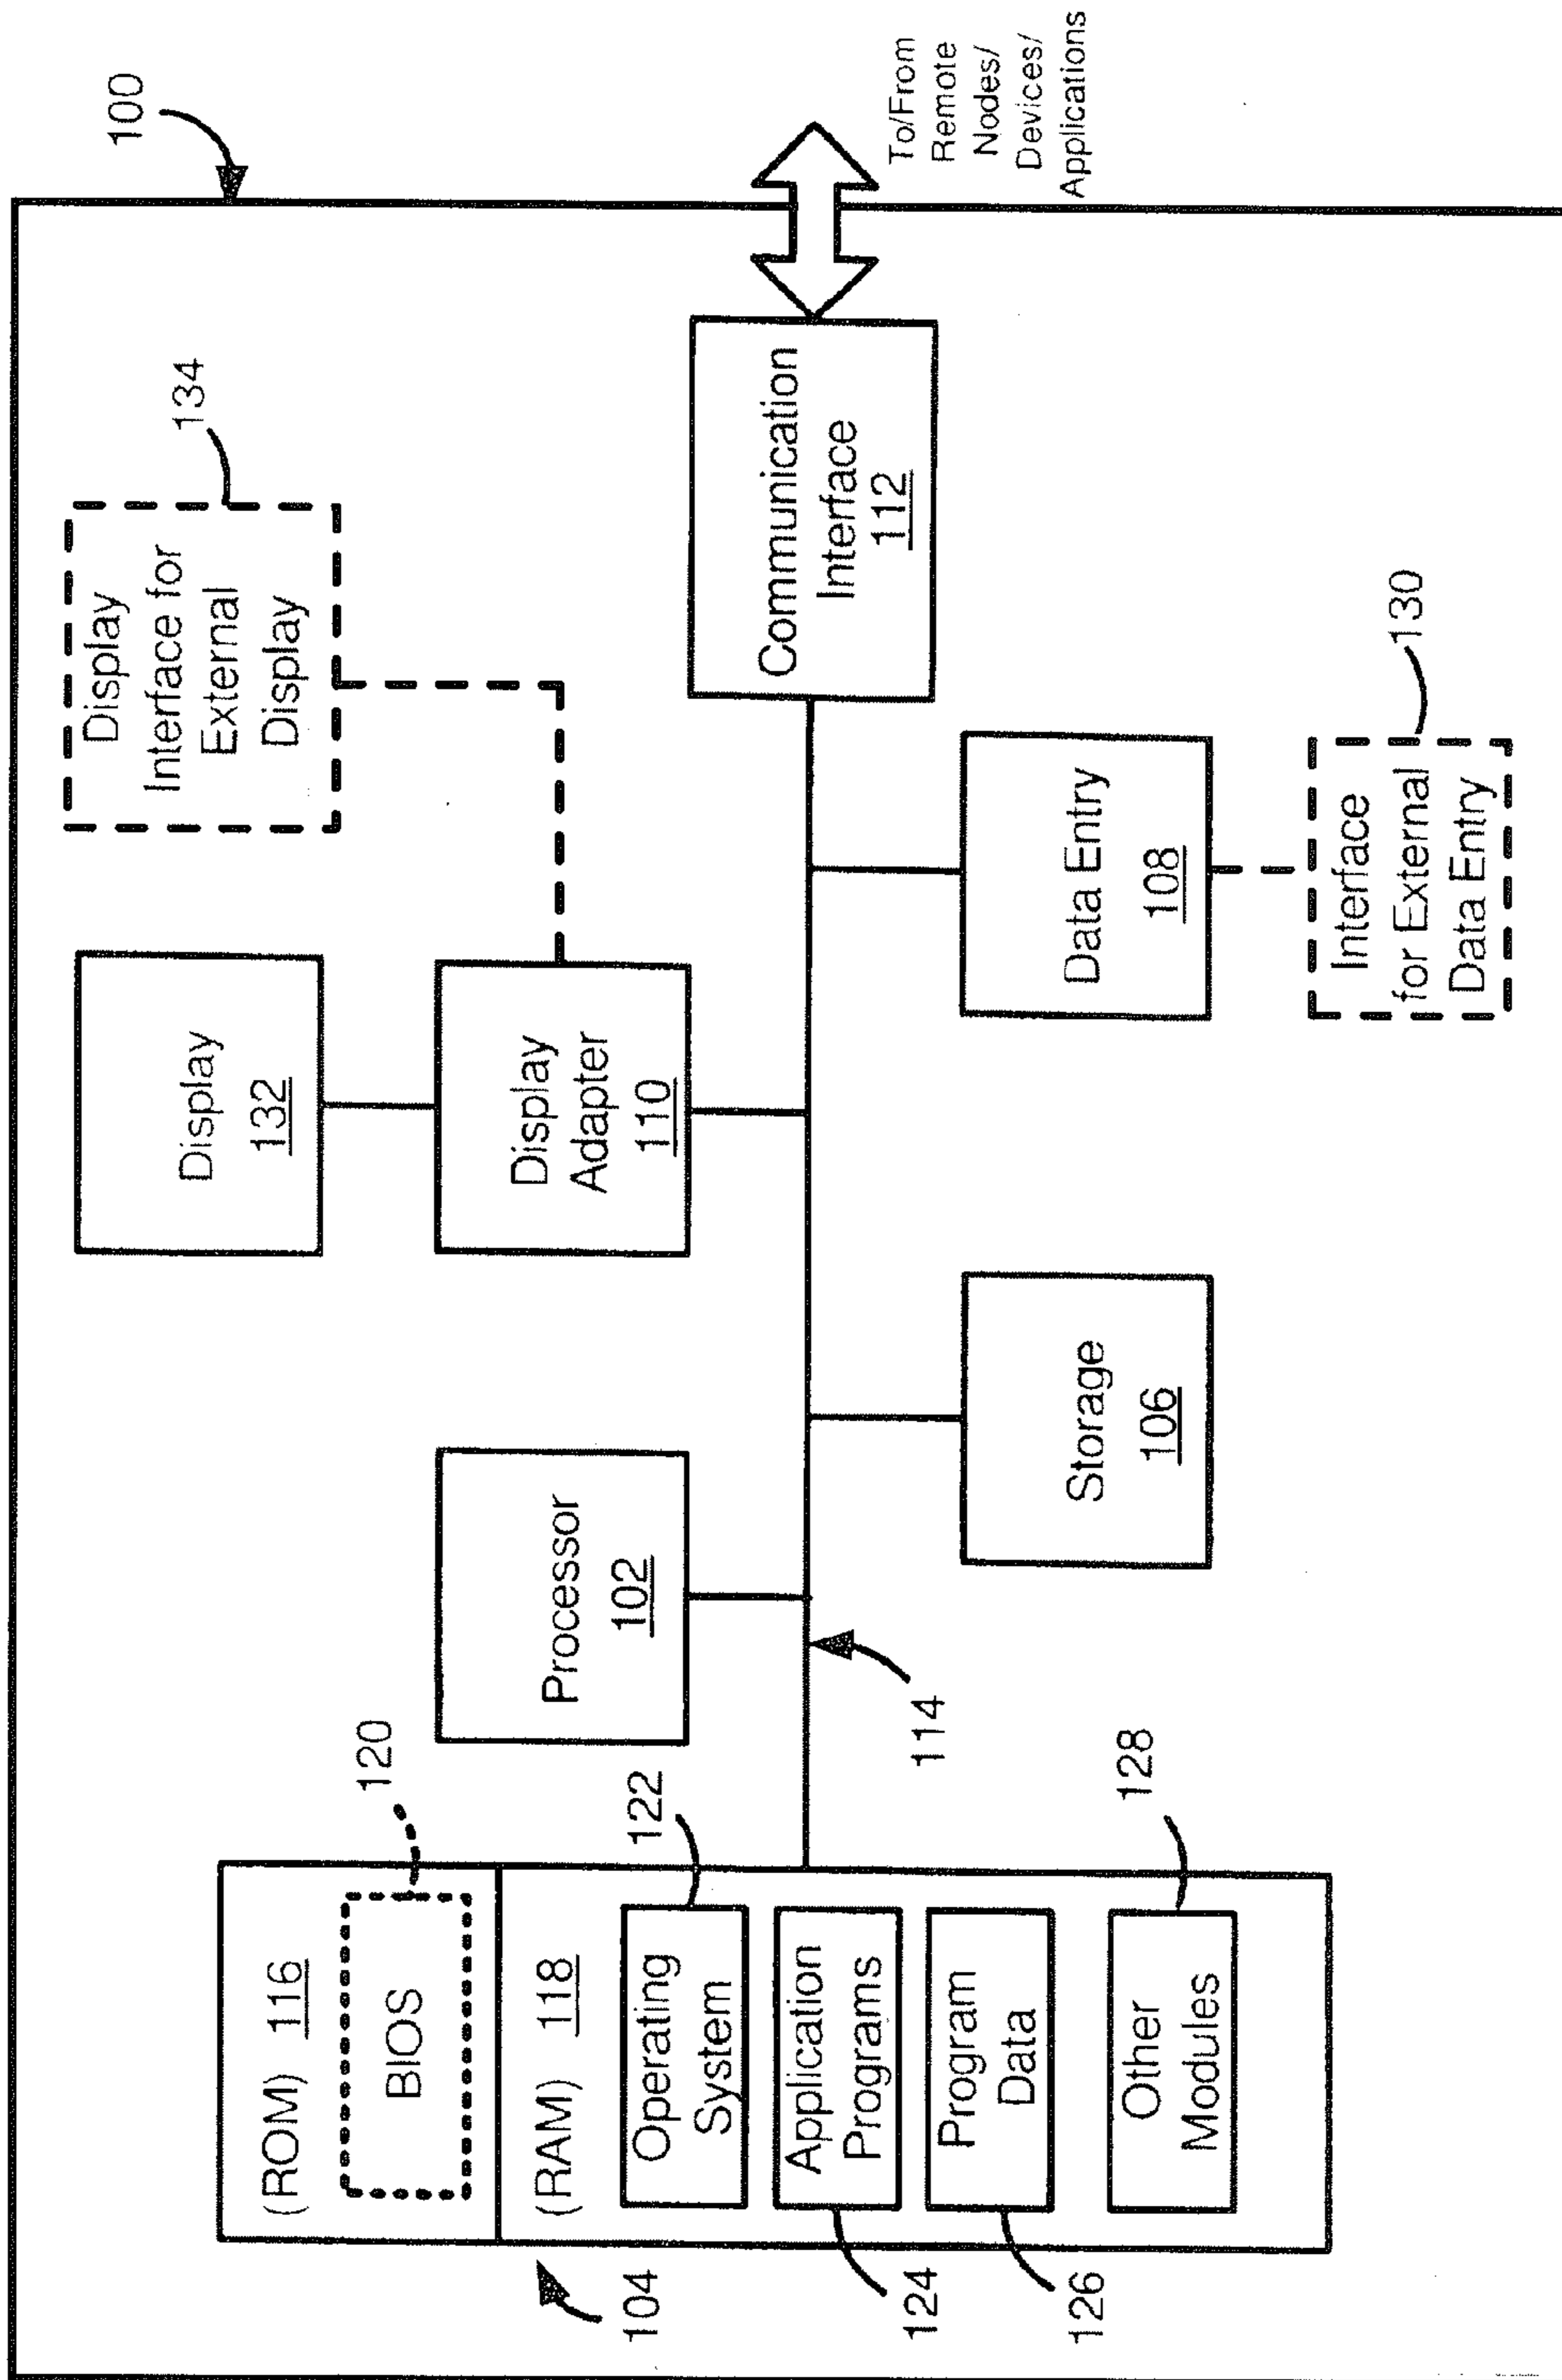 100
(ROM) 116
BIOS
120
(RAM) 118
Operating
System
122
Application
Programs
124
Program
Data
126
Other
Modules
128
104
Processor
102
114
Storage
106
Display
132
Display
Adapter
110
Display
Interface for
External
Display
134
Data Entry
108
Interface
for External
Data Entry
130
Communication
Interface
112
To/From
Remote
Nodes/
Devices/
Applications